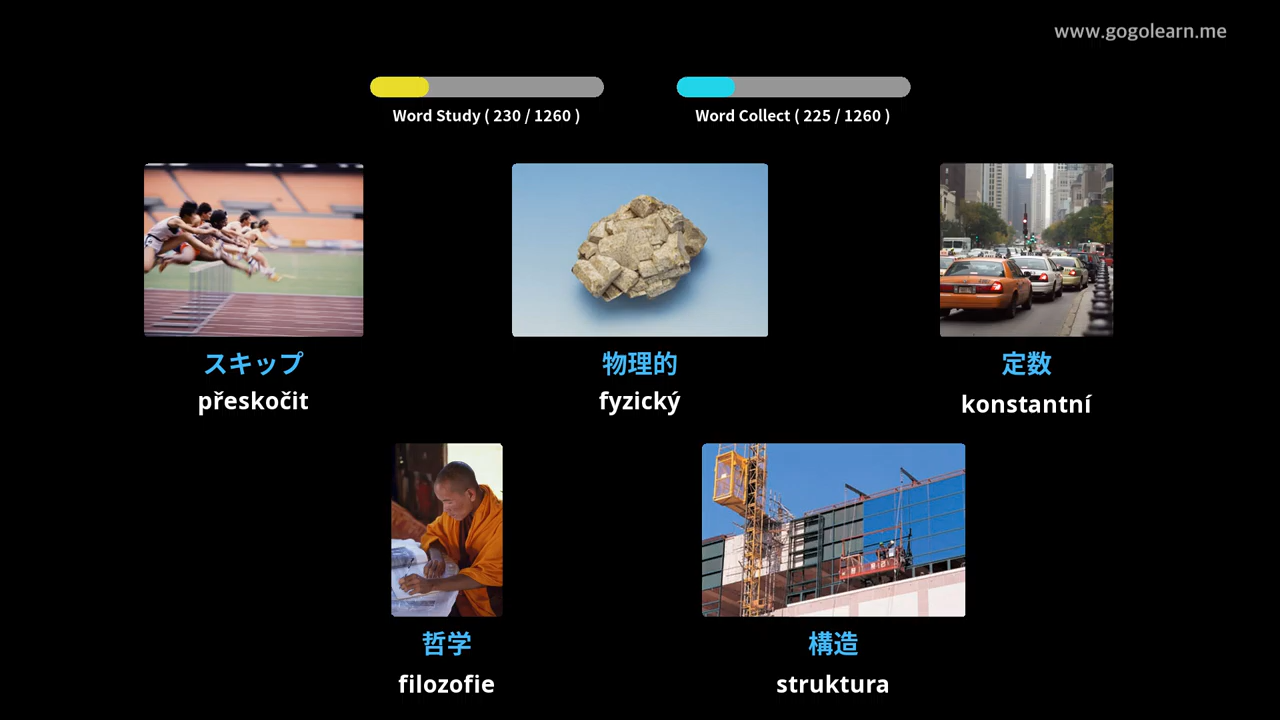 www.gogolearn.me
Word Study ( 230 / 1260 )
Word Collect ( 225 / 1260 )
スキップ
přeskočit
物理的
fyzický
定数
konstantní
哲学
filozofie
構造
struktura